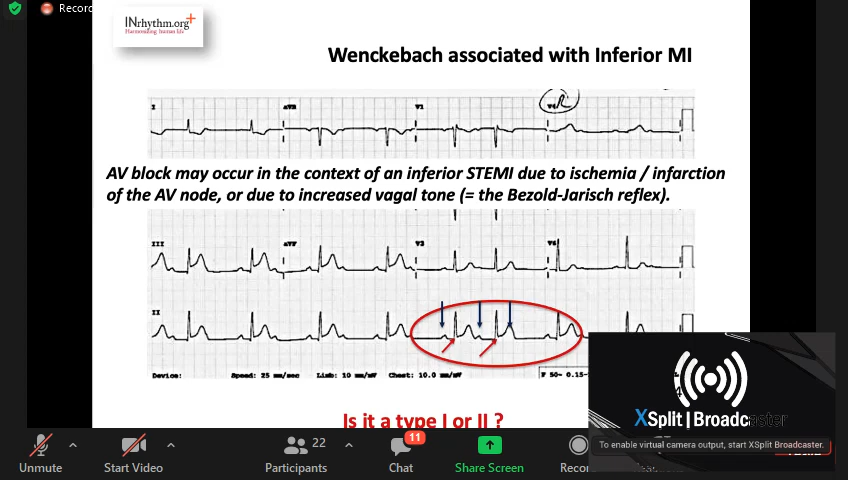 Recor
INrhythm.org+
Harmonising human life
Wenckebach associated with Inferior MI
I
aVR
V1
V4
R
AV block may occur in the context of an inferior STEMI due to ischemia / infarction
of the AV node, or due to increased vagal tone (= the Bezold-Jarisch reflex).
III
aVF
V3
V6
II
Device:
Speed: 25 mm/sec
Limb: 10 mm/mV
Chest: 10.0 mm/mV
F 50- 0.15-
Is it a type I or II ?
4
XSplit | Broadcaster
To enable virtual camera output, start XSplit Broadcaster.
Unmute
Start Video
22
Participants
11
Chat
Share Screen
Recor